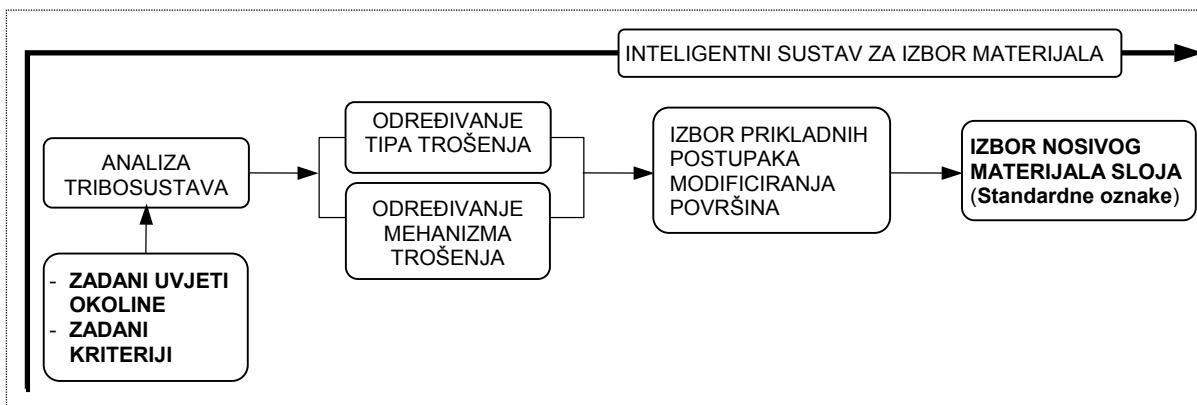 INTELIGENTNI SUSTAV ZA IZBOR MATERIJALA
ANALIZA
TRIBOSUSTAVA
- ZADANI UVJETI
OKOLINE
- ZADANI
KRITERIJI
ODREĐIVANJE
TIPA TROŠENJA
ODREĐIVANJE
MEHANIZMA
TROŠENJA
IZBOR PRIKLADNIH
POSTUPAKA
MODIFICIRANJA
POVRŠINA
IZBOR NOSIVOG
MATERIJALA SLOJA
(Standardne oznake)